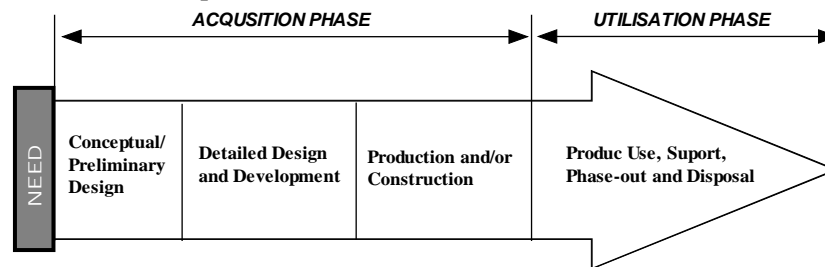 ACQUSITION PHASE
UTILISATION PHASE
NEED
Conceptual/
Preliminary
Design
Detailed Design
and Development
Production and/or
Construction
Produc Use, Suport,
Phase-out and Disposal